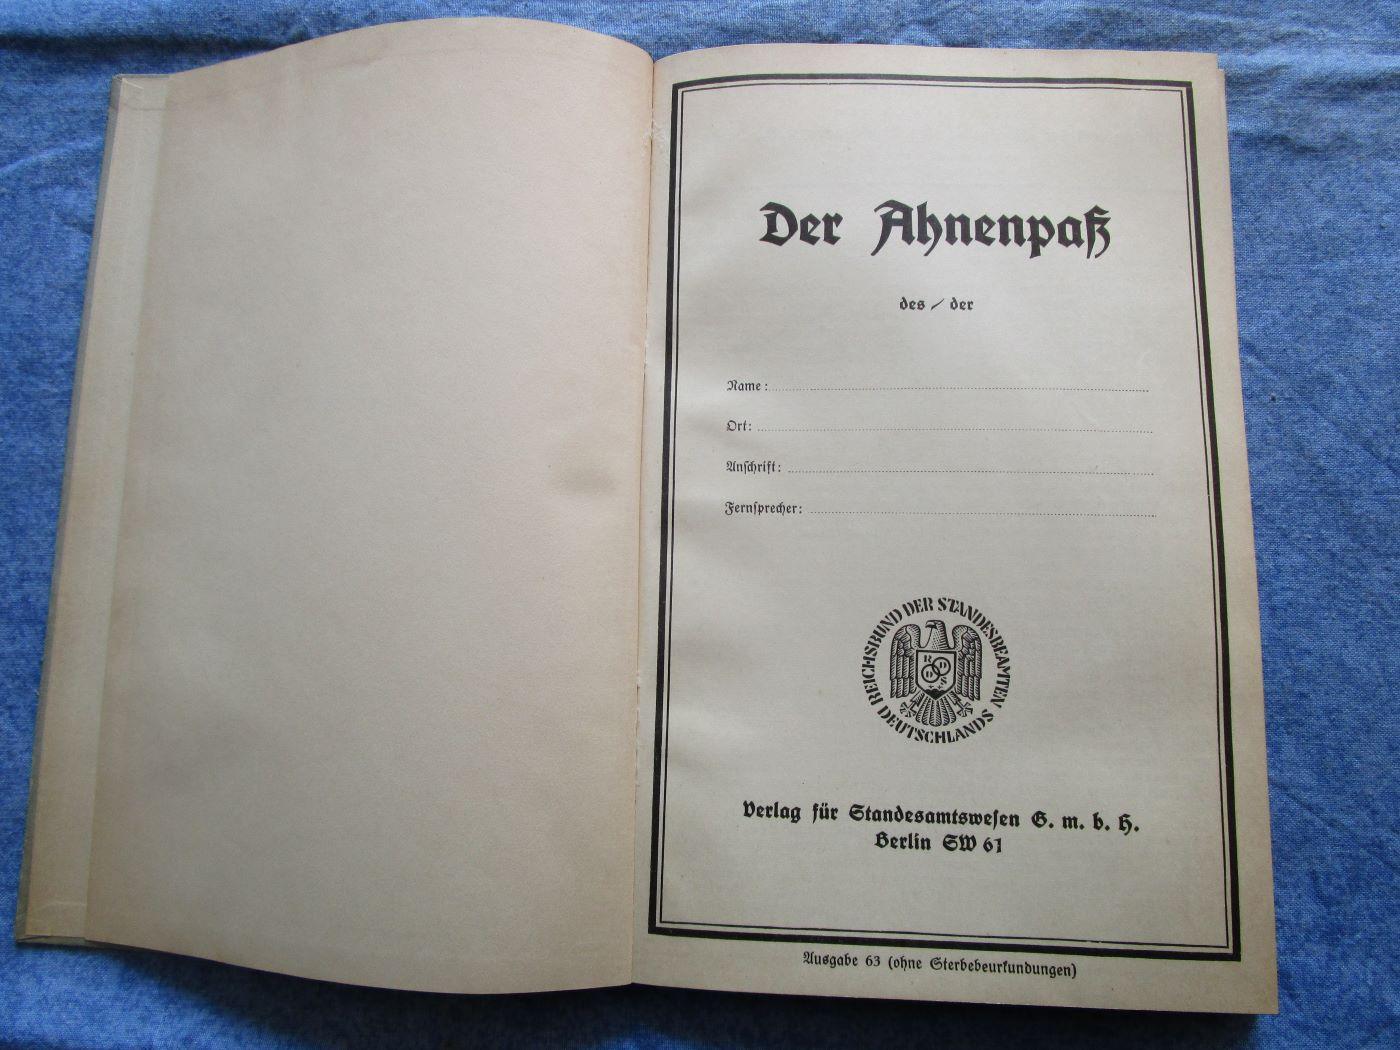 Der Ahnenpaß
des / der
Name:
Ort:
Anschrift:
Fernsprecher:
REICHSBUND DER STANDESBEAMTEN DEUTSCHLANDS
R D
D S
Verlag für Standesamtswesen G. m. b. H.
Berlin SW 61
Ausgabe 63 (ohne Sterbebeurkundungen)